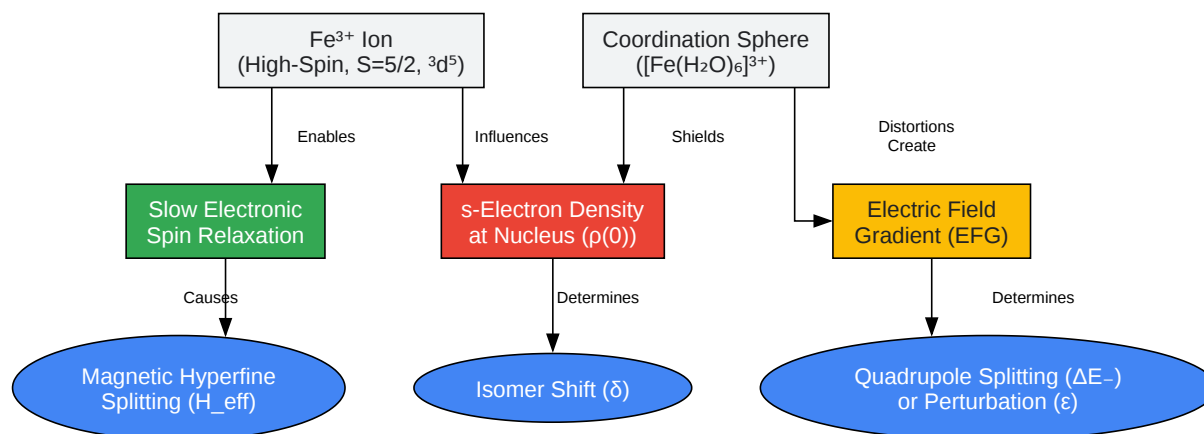 Fe³⁺ Ion
(High-Spin, S=5/2, ³d⁵)
Coordination Sphere
([Fe(H₂O)₆]³⁺)
Enables
Influences
Shields
Distortions
Create
Slow Electronic
Spin Relaxation
s-Electron Density
at Nucleus (ρ(0))
Electric Field
Gradient (EFG)
Causes
Determines
Determines
Magnetic Hyperfine
Splitting (H_eff)
Isomer Shift (δ)
Quadrupole Splitting (ΔE₋)
or Perturbation (ε)